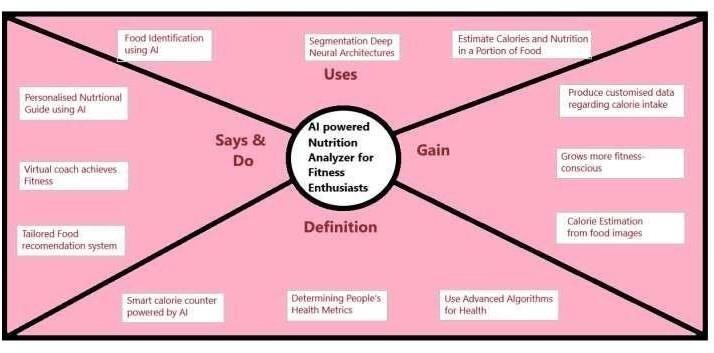 Food Identification
using AI
Segmentation Deep
Neural Architectures
Estimate Calories and Nutrition
in a Portion of Food
Uses
Personalised Nutrtional
Guide using AI
Virtual coach achieves
Fitness
Tailored Food
recomendation system
Says &
Do
AI powered
Nutrition
Analyzer for
Fitness
Enthusiasts
Gain
Produce customised data
regarding calorie intake
Grows more fitness-
conscious
Calorie Estimation
from food images
Definition
Smart calorie counter
powered by AI
Determining People's
Health Metrics
Use Advanced Algorithms
for Health